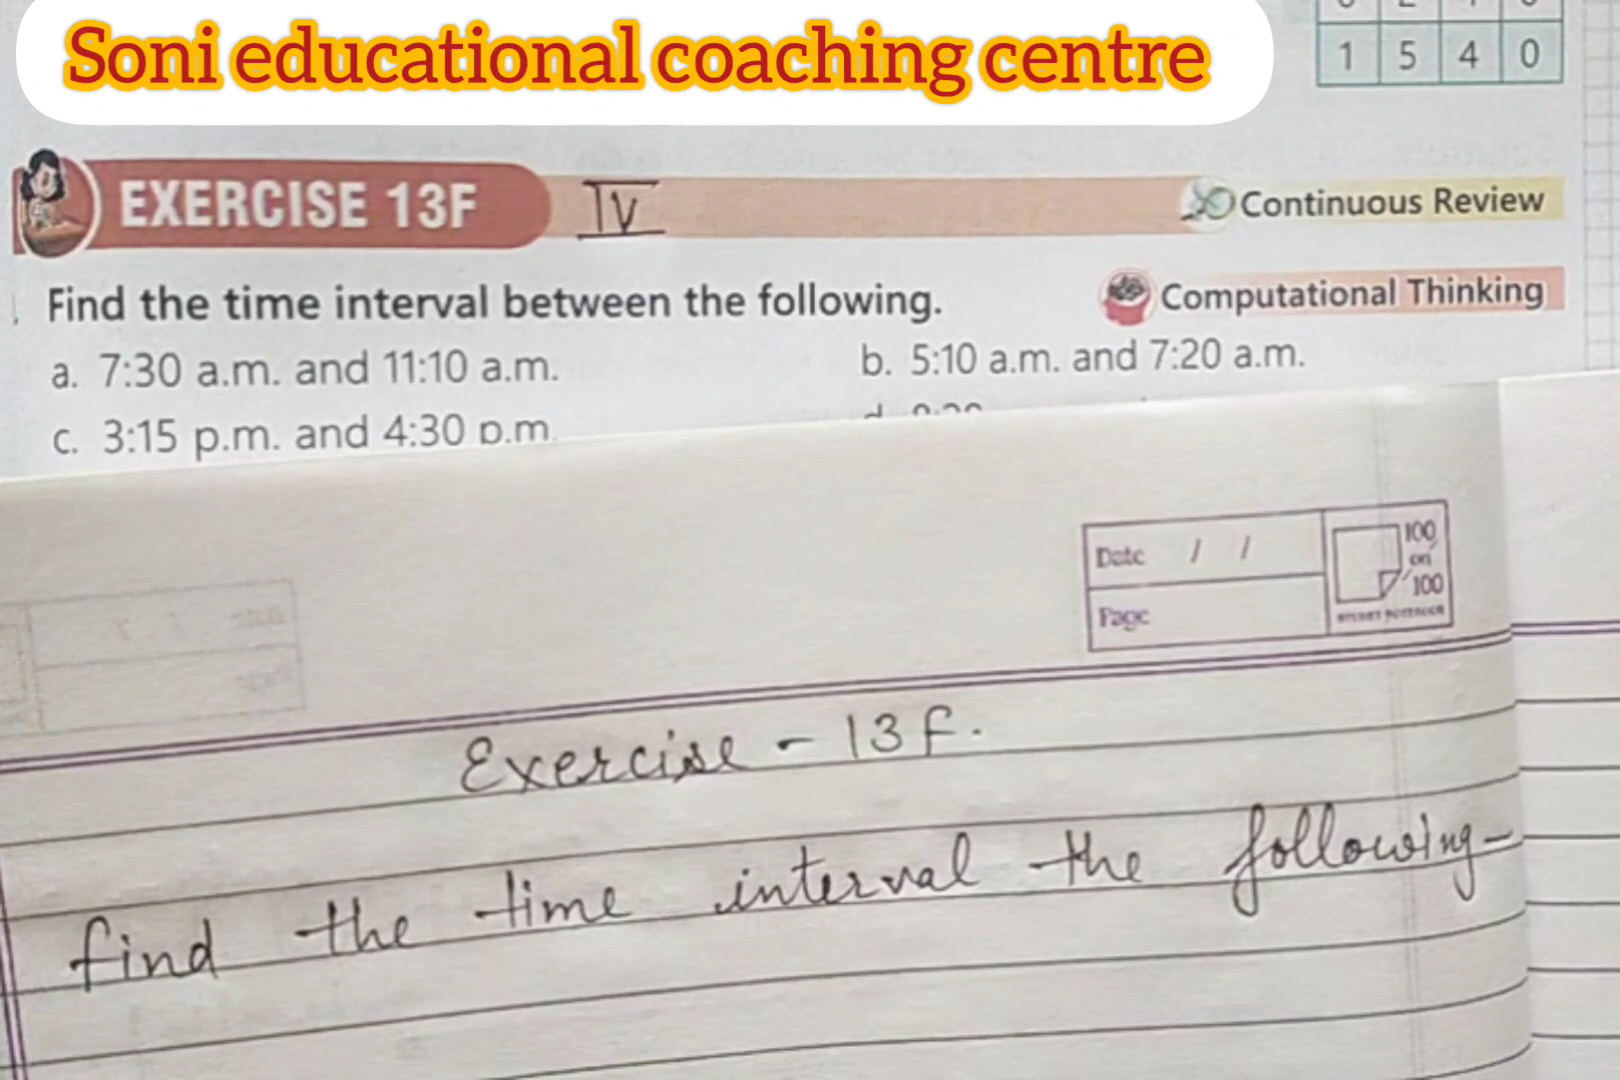 Soni educational coaching centre
1 5 4 0
EXERCISE 13F IV
Continuous Review
Find the time interval between the following.
Computational Thinking
a. 7:30 a.m. and 11:10 a.m.
b. 5:10 a.m. and 7:20 a.m.
c. 3:15 p.m. and 4:30 p.m.
Date / /
Page
100
on
100
Exercise - 13F.
find the time interval the following-